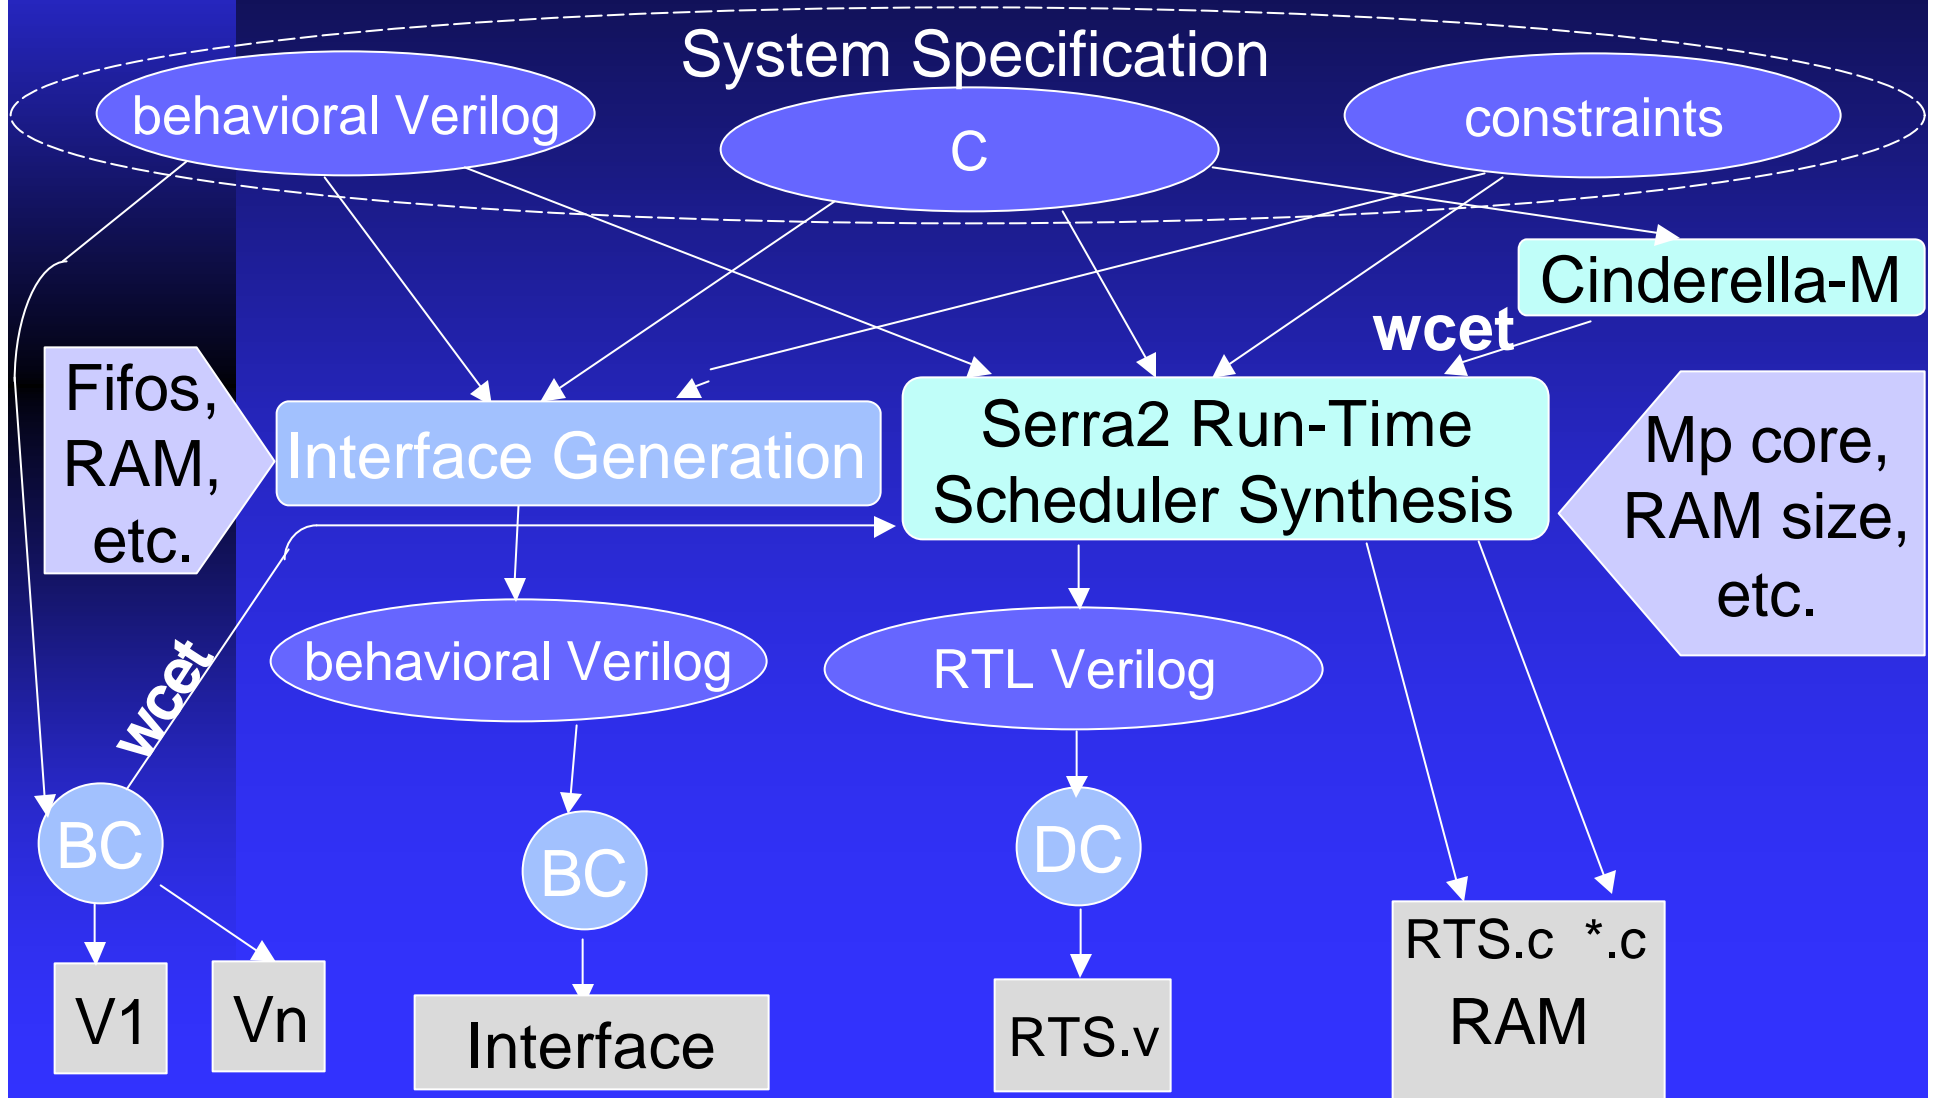 System Specification
behavioral Verilog
C
constraints
Cinderella-M
wcet
Fifos,
RAM,
etc.
Interface Generation
Serra2 Run-Time
Scheduler Synthesis
Mp core,
RAM size,
etc.
wcet
behavioral Verilog
RTL Verilog
BC
BC
DC
V1
Vn
Interface
RTS.v
RTS.c *.c
RAM